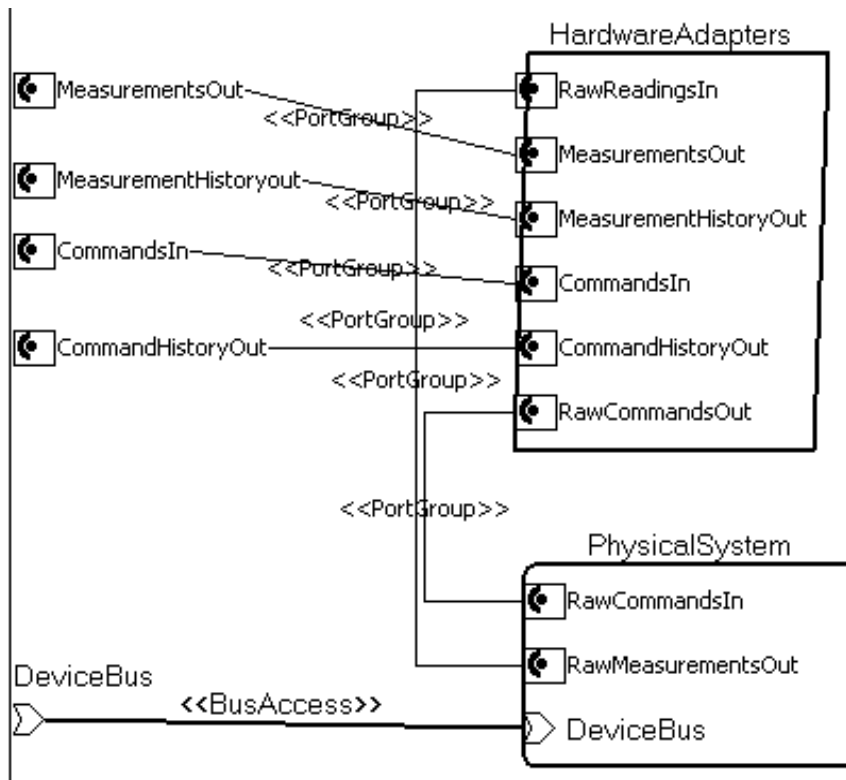 HardwareAdapters
MeasurementsOut
<<PortGroup>>
RawReadingsIn
MeasurementsOut
MeasurementHistoryout
<<PortGroup>>
MeasurementHistoryOut
CommandsIn
<<PortGroup>>
CommandsIn
<<PortGroup>>
CommandHistoryOut
CommandHistoryOut
<<PortGroup>>
RawCommandsOut
<<PortGroup>>
PhysicalSystem
RawCommandsIn
RawMeasurementsOut
DeviceBus
<<BusAccess>>
DeviceBus